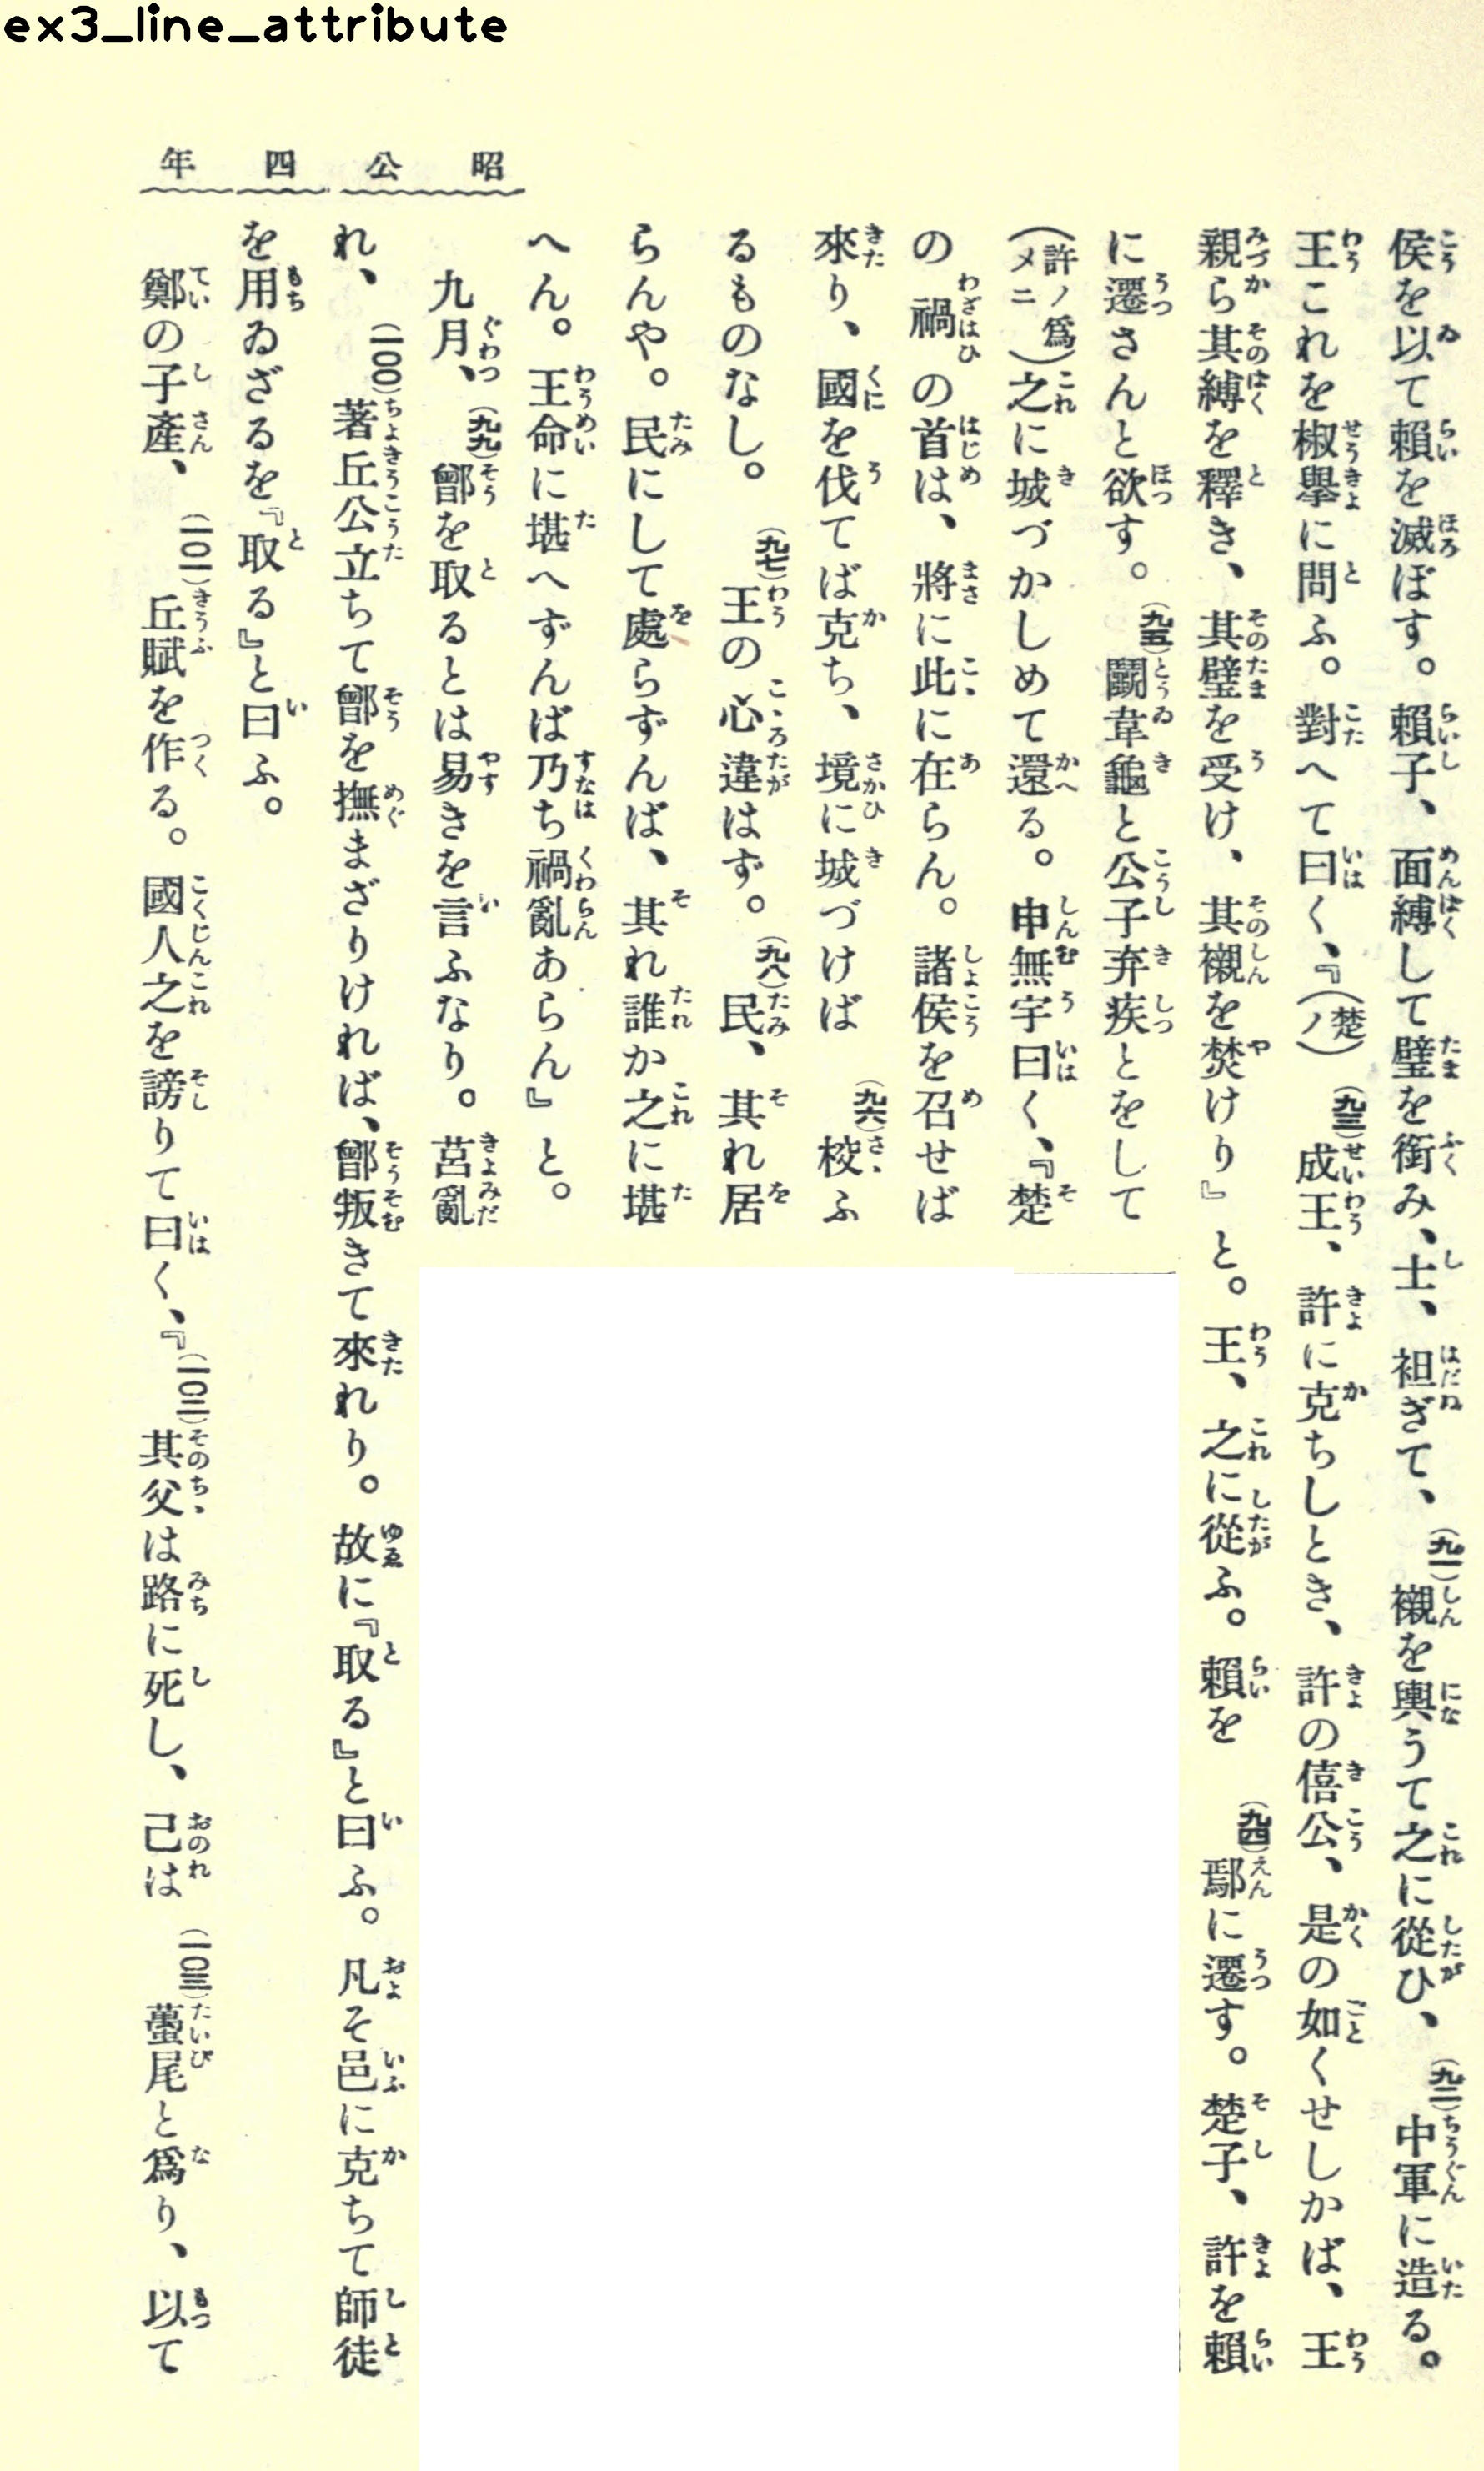 ex3_line_attribute
昭公四年
侯を以て賴を滅ぼす。賴子、面縛して璧を銜み、士、袒ぎて、(九一)襯を輿うて之に從ひ、(九二)中軍に造る。
王これを椒擧に問ふ。對へて曰く、『(楚ノ)(九三)成王、許に克ちしとき、許の僖公、是の如くせしかば、王
親ら其縛を釋き、其璧を受け、其襯を焚けり』と。王、之に從ふ。賴を(九四)鄢に遷す。楚子、許を賴
に遷さんと欲す。(九五)鬬韋龜と公子弃疾とをして
(許ノ爲メニ)之に城づかしめて還る。申無宇曰く、『楚
の禍の首は、將に此に在らん。諸侯を召せば
來り、國を伐てば克ち、境に城づけば(九六)校ふ
るものなし。(九七)王の心違はず。(九八)民、其れ居
らんや。民にして處らずんば、其れ誰か之に堪
へん。王命に堪へずんば乃ち禍亂あらん』と。
九月、(九九)鄫を取るとは易きを言ふなり。莒亂
れ、(一〇〇)著丘公立ちて鄫を撫まざりければ、鄫叛きて來れり。故に『取る』と曰ふ。凡そ邑に克ちて師徒
を用ゐざるを『取る』と曰ふ。
鄭の子產、(一〇一)丘賦を作る。國人之を謗りて曰く、『(一〇二)其父は路に死し、己は(一〇三)蠆尾と爲り、以て